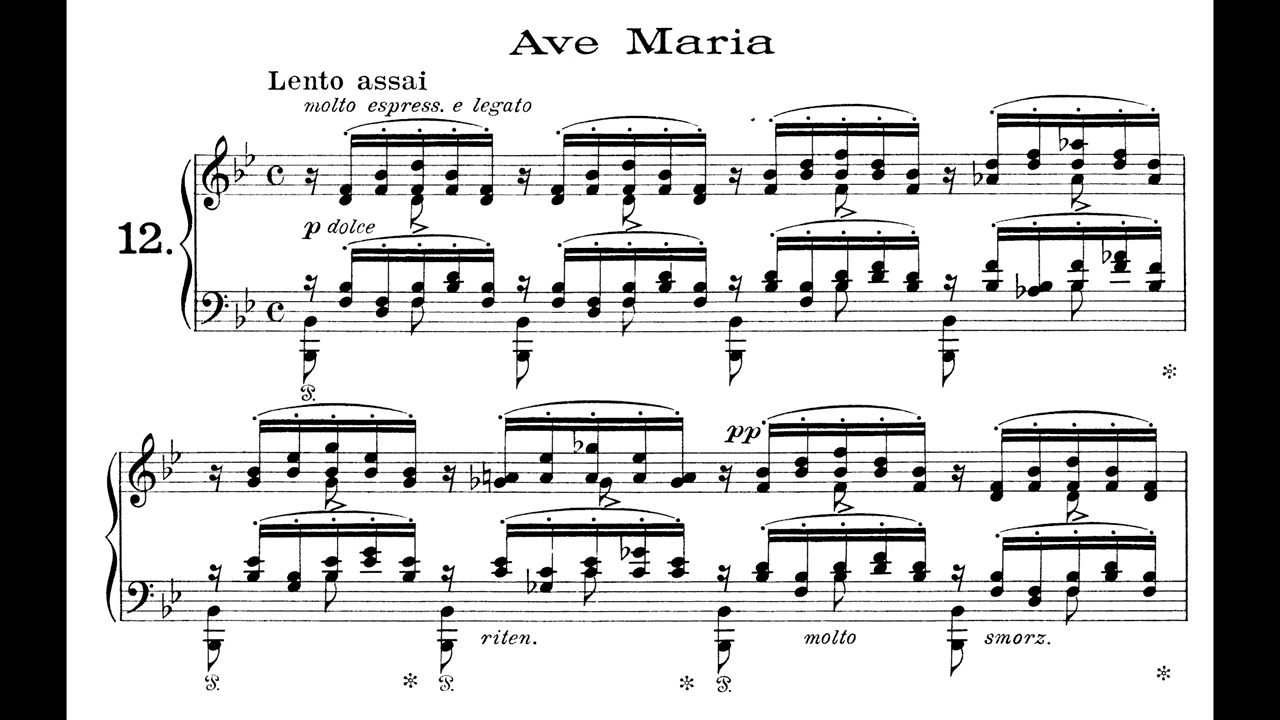 Ave Maria
Lento assai
molto espress. e legato
12.
p dolce
pp
riten. molto smorz.